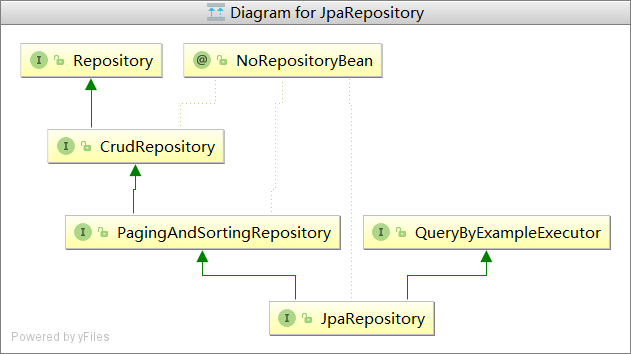 Diagram for JpaRepository
I Repository
@ NoRepositoryBean
I CrudRepository
I PagingAndSortingRepository
I QueryByExampleExecutor
I JpaRepository
Powered by yFiles